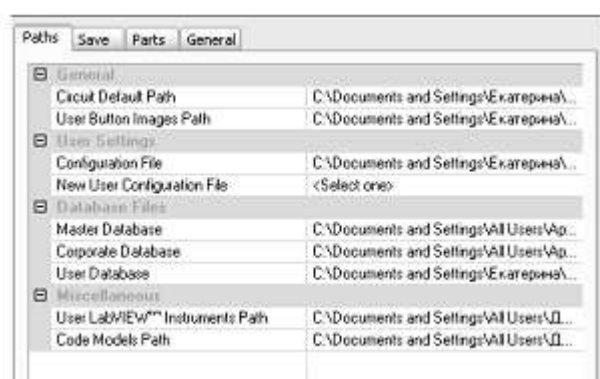 Paths Save Parts General
General
Circuit Default Path C:\Documents and Settings\Екатерина\...
User Button Images Path C:\Documents and Settings\Екатерина\...
User Settings
Configuration File C:\Documents and Settings\Екатерина\...
New User Configuration File <Select one>
Database Files
Master Database C:\Documents and Settings\All Users\Ap...
Corporate Database C:\Documents and Settings\All Users\Ap...
User Database C:\Documents and Settings\Екатерина\...
Miscellaneous
User LabVIEW™ Instruments Path C:\Documents and Settings\All Users\Д...
Code Models Path C:\Documents and Settings\All Users\Д...